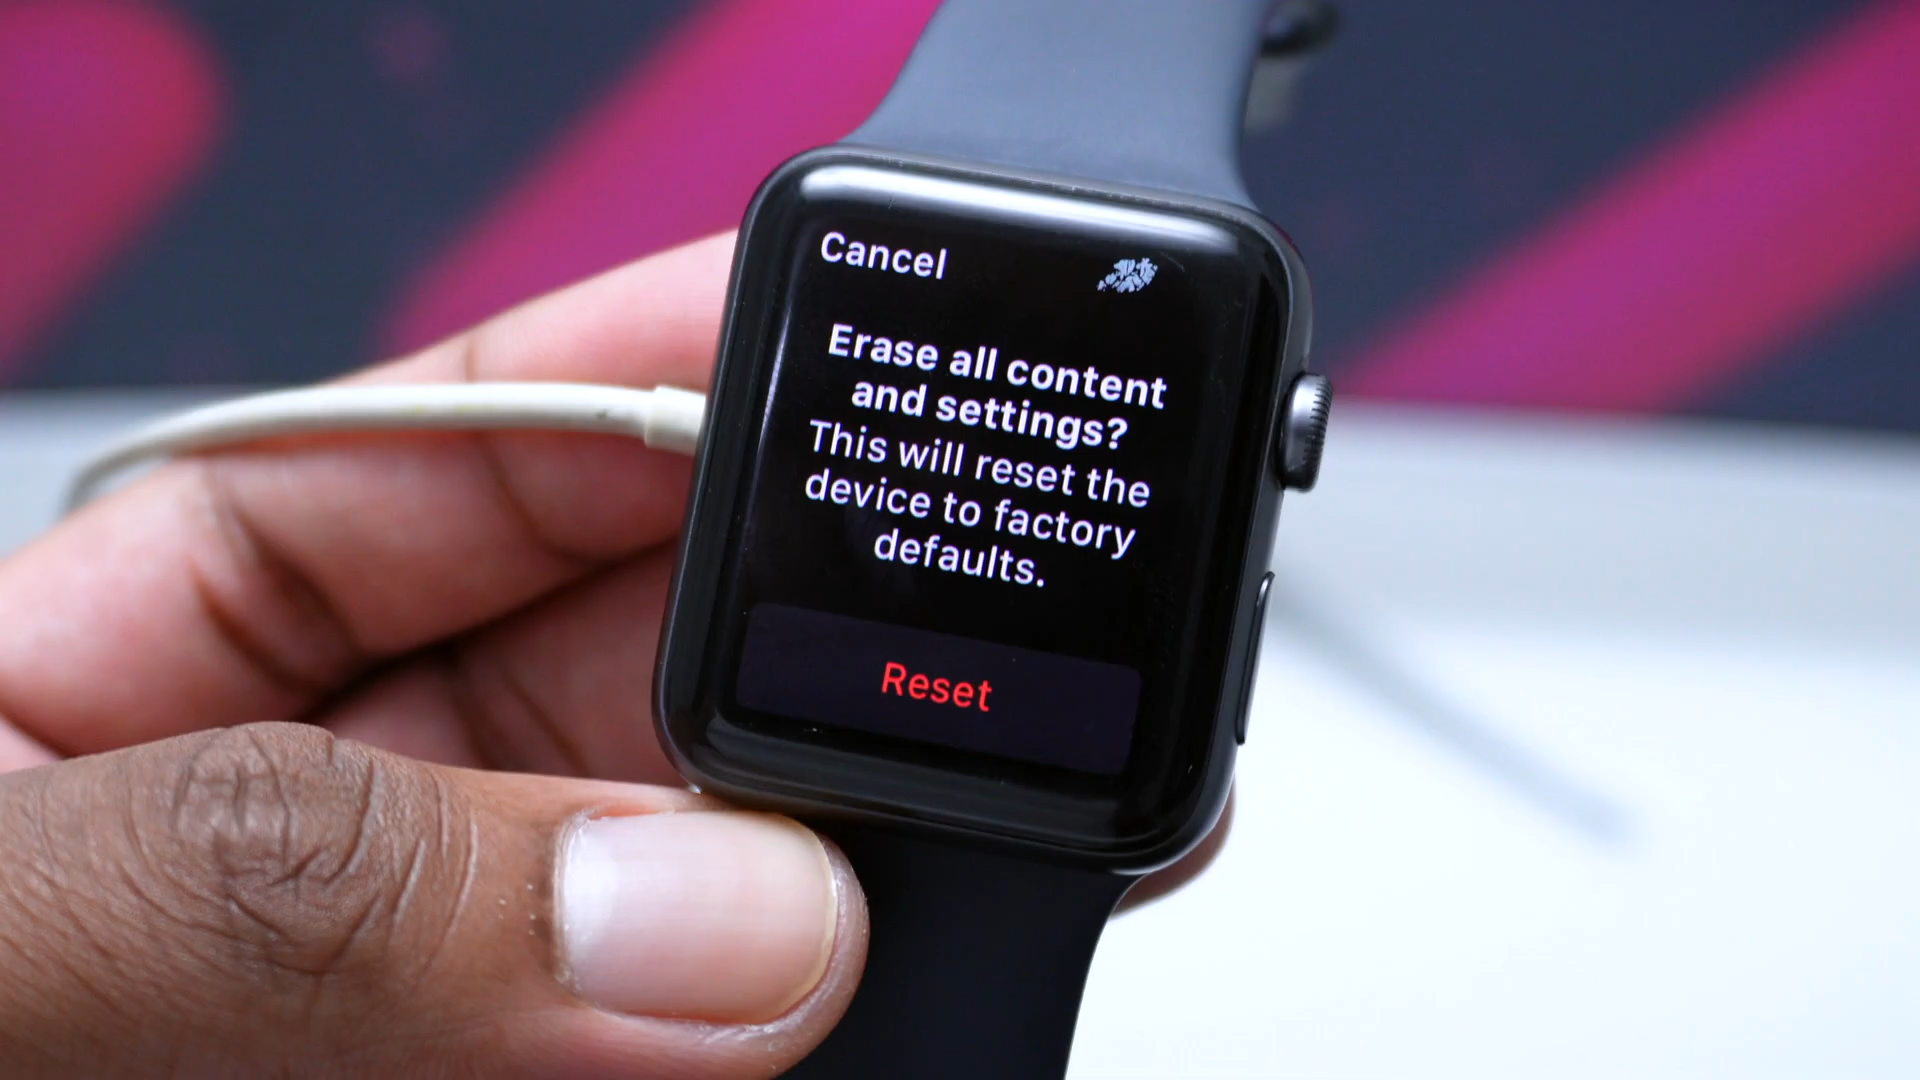 Cancel
Erase all content
and settings?
This will reset the
device to factory
defaults.
Reset